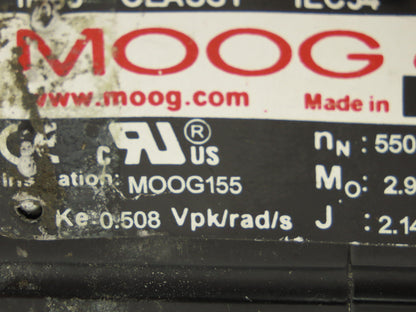 MOOG
www.moog.com Made in
c RU ® US nN : 550
MOOG155 Mo: 2.9
Ke: 0.508 Vpk/rad/s J : 2.14